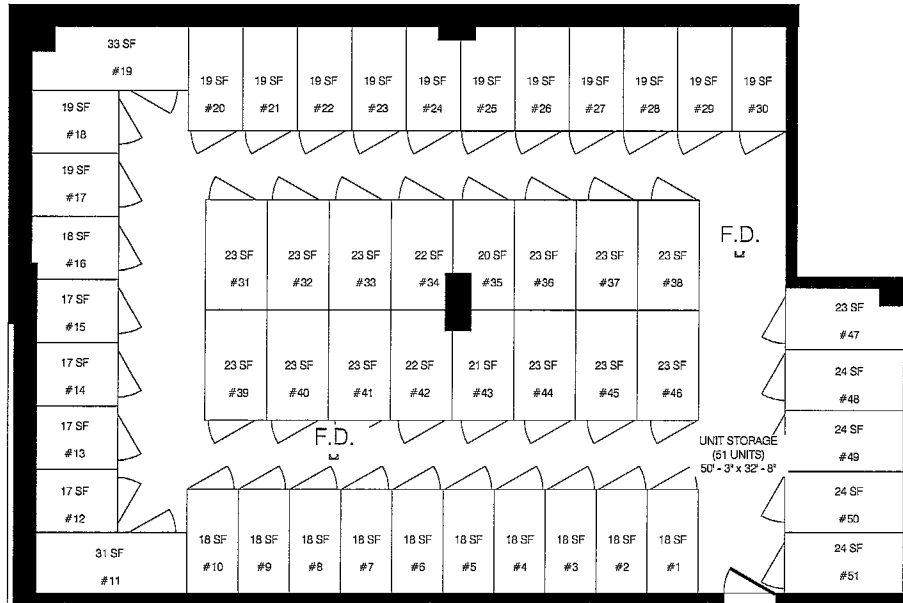 33 SF
#19
19 SF
#20
19 SF
#21
19 SF
#22
19 SF
#23
19 SF
#24
19 SF
#25
19 SF
#26
19 SF
#27
19 SF
#28
19 SF
#29
19 SF
#30
19 SF
#18
19 SF
#17
18 SF
#16
17 SF
#15
17 SF
#14
17 SF
#13
17 SF
#12
31 SF
#11
23 SF
#31
23 SF
#32
23 SF
#33
22 SF
#34
20 SF
#35
23 SF
#36
23 SF
#37
23 SF
#38
F.D.
23 SF
#39
23 SF
#40
23 SF
#41
22 SF
#42
21 SF
#43
23 SF
#44
23 SF
#45
23 SF
#46
F.D.
UNIT STORAGE
(51 UNITS)
50' - 3" x 32' - 8"
23 SF
#47
24 SF
#48
24 SF
#49
24 SF
#50
24 SF
#51
18 SF
#10
18 SF
#9
18 SF
#8
18 SF
#7
18 SF
#6
18 SF
#5
18 SF
#4
18 SF
#3
18 SF
#2
18 SF
#1